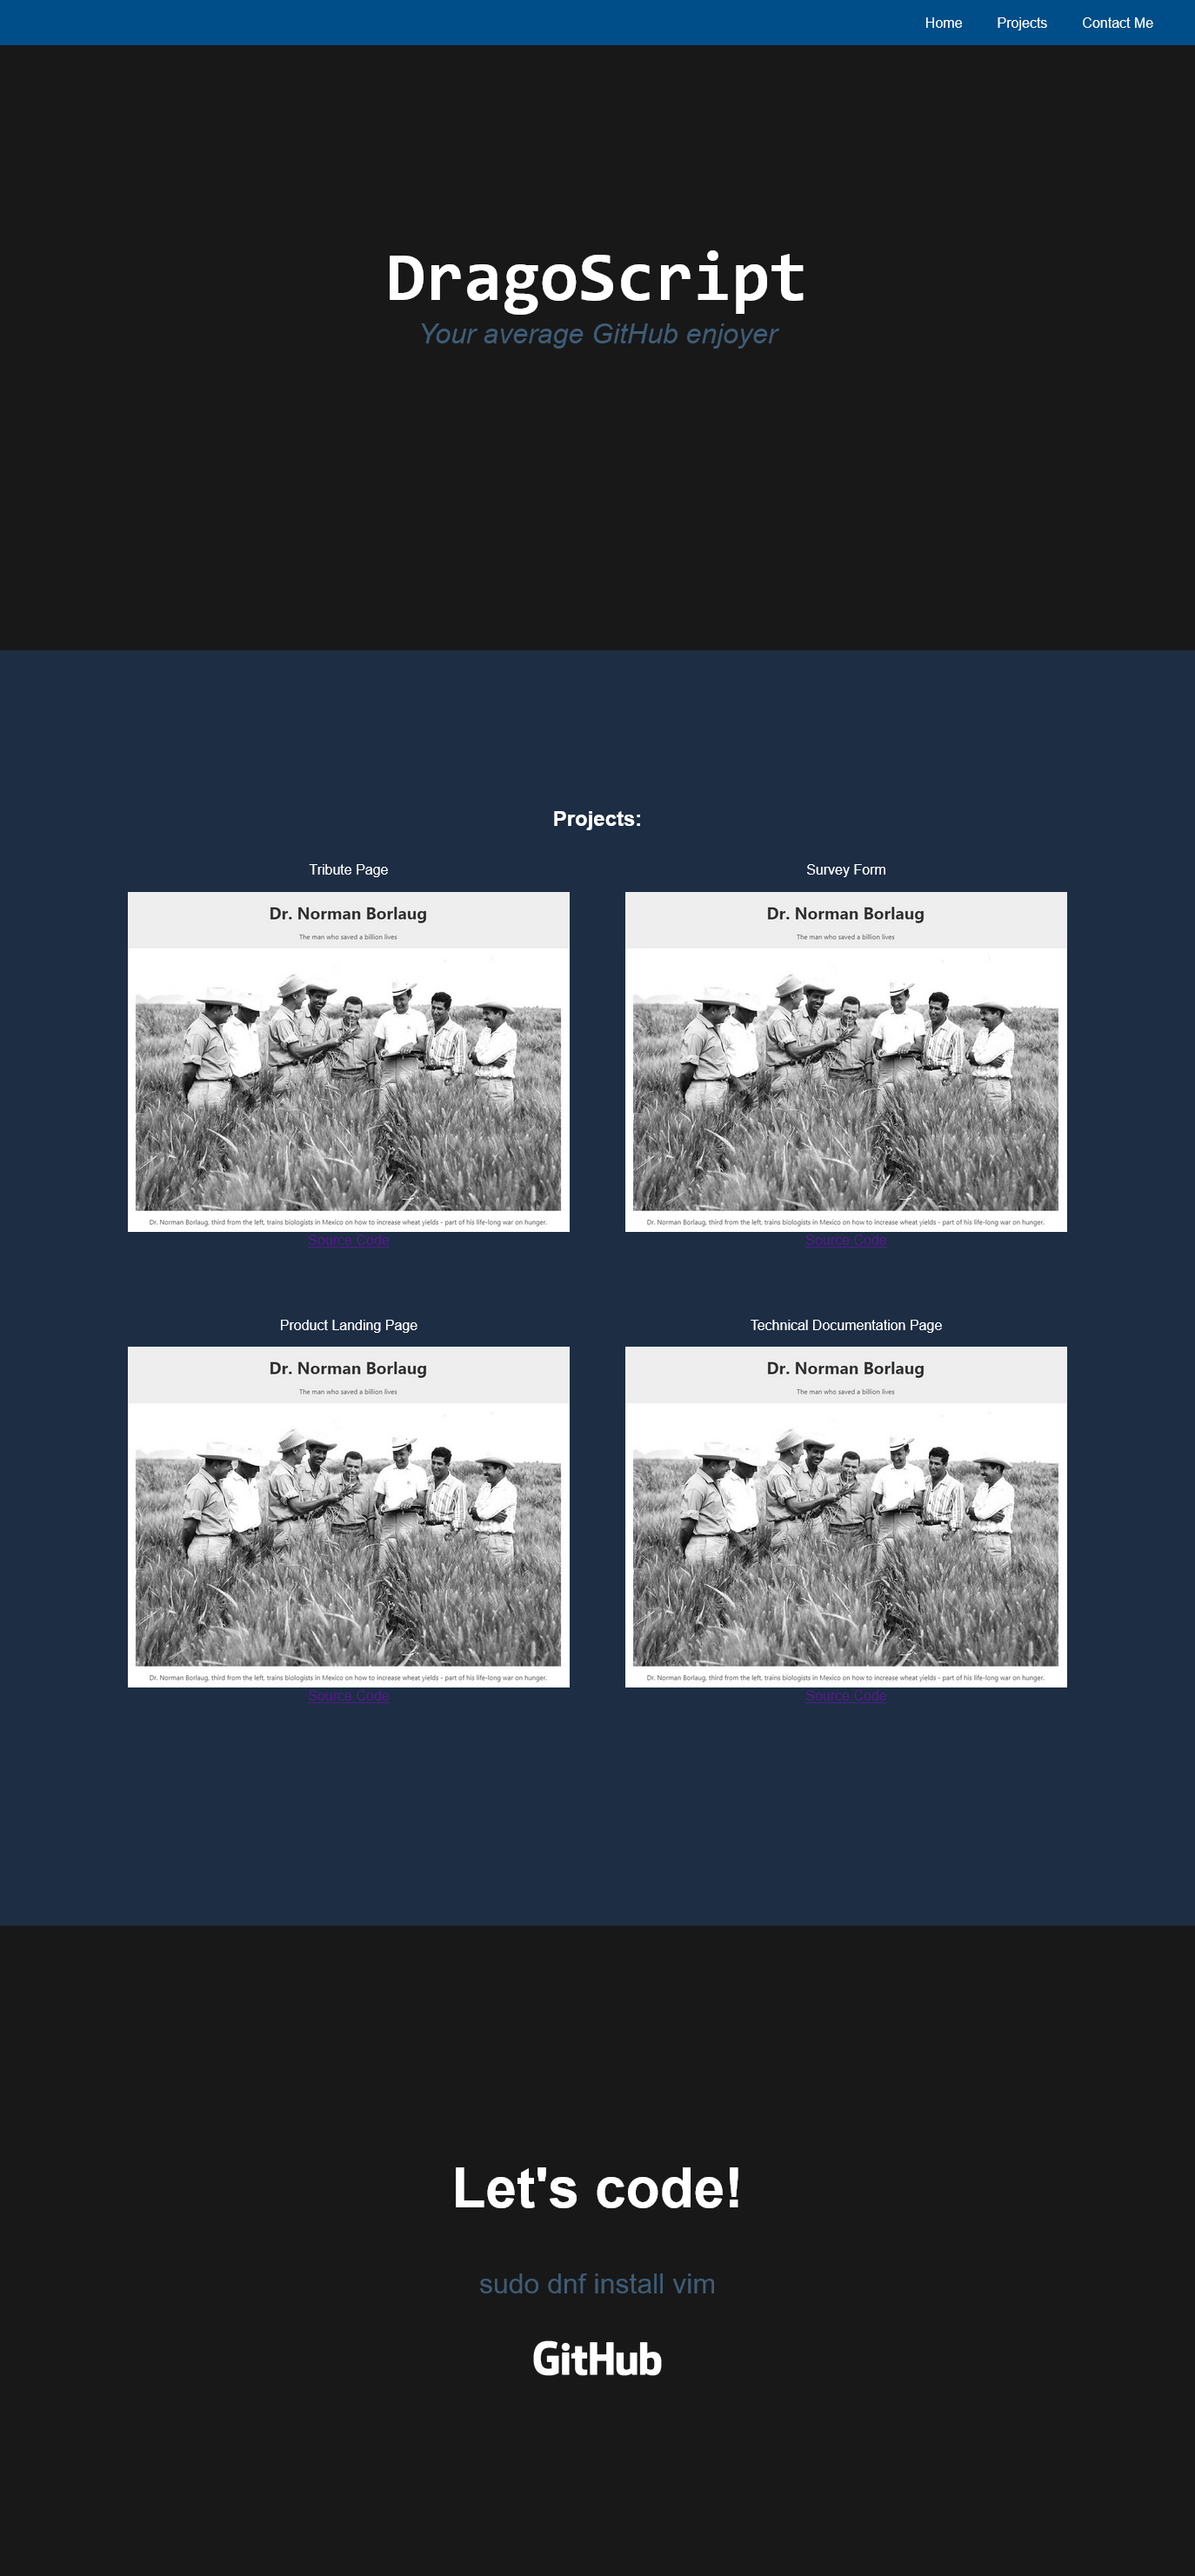 Home Projects Contact Me
DragoScript
Your average GitHub enjoyer
Projects:
Tribute Page
Dr. Norman Borlaug
The man who saved a billion lives
Dr. Norman Borlaug, third from the left, trains biologists in Mexico on how to increase wheat yields - part of his life-long war on hunger.
Source Code
Survey Form
Dr. Norman Borlaug
The man who saved a billion lives
Dr. Norman Borlaug, third from the left, trains biologists in Mexico on how to increase wheat yields - part of his life-long war on hunger.
Source Code
Product Landing Page
Dr. Norman Borlaug
The man who saved a billion lives
Dr. Norman Borlaug, third from the left, trains biologists in Mexico on how to increase wheat yields - part of his life-long war on hunger.
Source Code
Technical Documentation Page
Dr. Norman Borlaug
The man who saved a billion lives
Dr. Norman Borlaug, third from the left, trains biologists in Mexico on how to increase wheat yields - part of his life-long war on hunger.
Source Code
Let's code!
sudo dnf install vim
GitHub